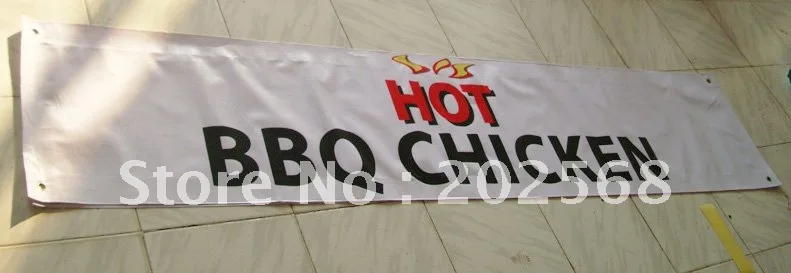 HOT
BBQ CHICKEN
Store No : 202568